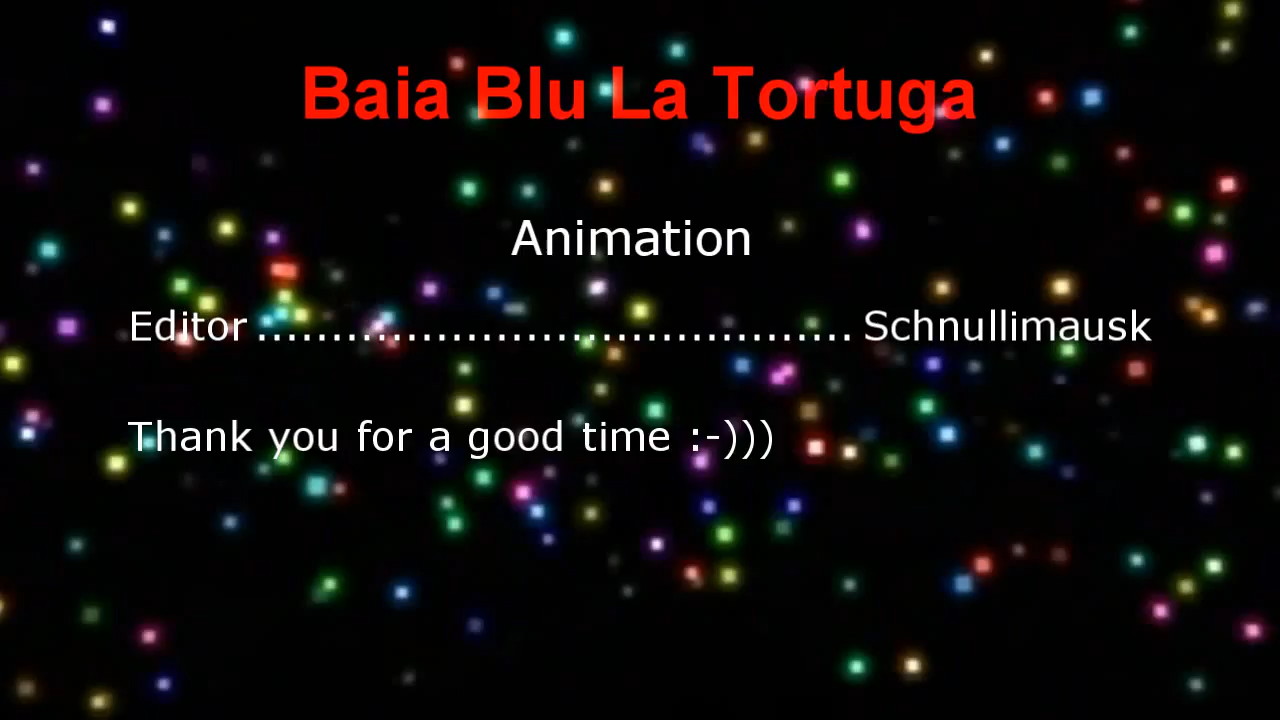 Baia Blu La Tortuga
Animation
Editor ........................................ Schnullimausk
Thank you for a good time :-)))